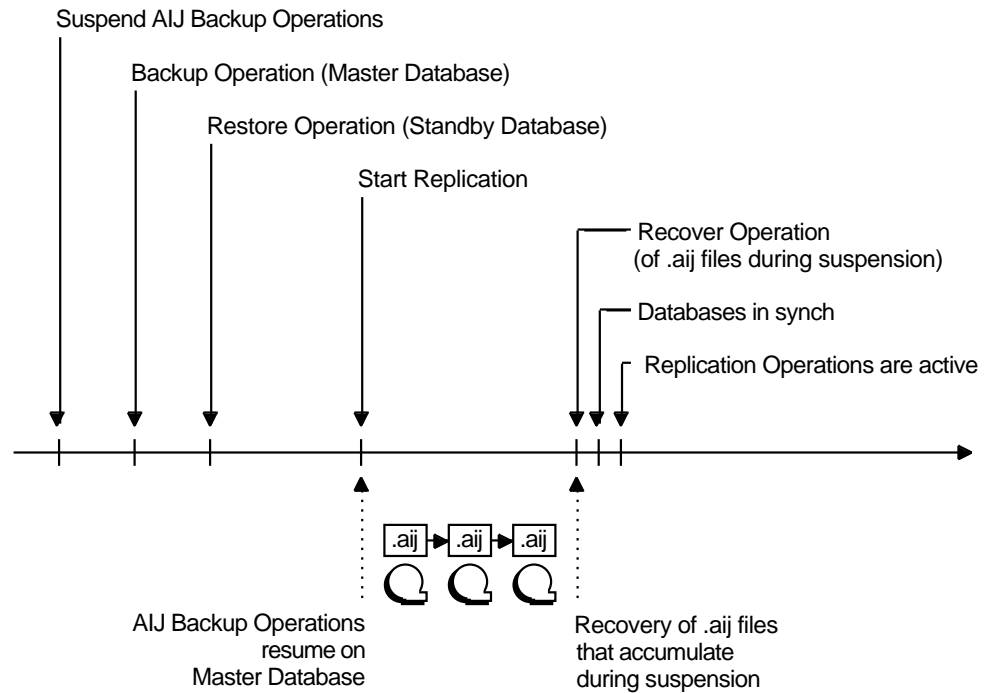 Suspend AIJ Backup Operations
Backup Operation (Master Database)
Restore Operation (Standby Database)
Start Replication
Recover Operation
(of .aij files during suspension)
Databases in synch
Replication Operations are active
.aij .aij .aij
AIJ Backup Operations
resume on
Master Database
Recovery of .aij files
that accumulate
during suspension